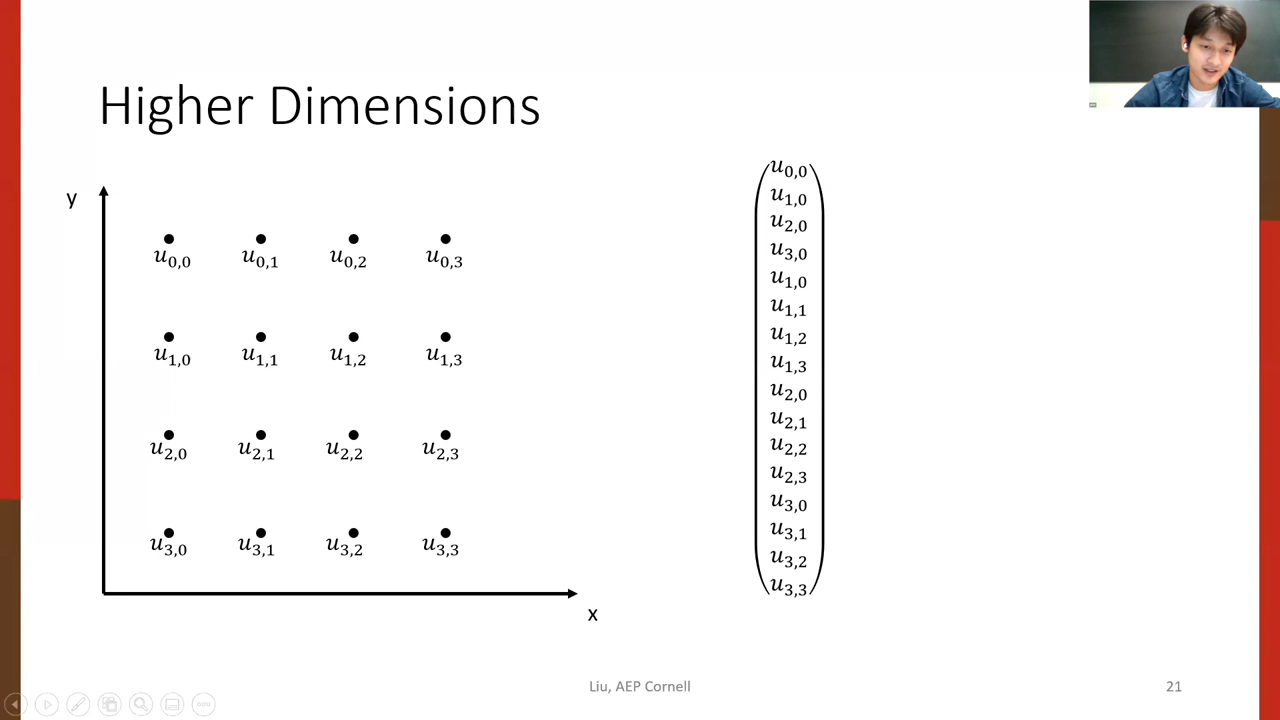 Higher Dimensions
y
u0,0 u0,1 u0,2 u0,3
u1,0 u1,1 u1,2 u1,3
u2,0 u2,1 u2,2 u2,3
u3,0 u3,1 u3,2 u3,3
x
u0,0
u1,0
u2,0
u3,0
u1,0
u1,1
u1,2
u1,3
u2,0
u2,1
u2,2
u2,3
u3,0
u3,1
u3,2
u3,3
Liu, AEP Cornell
21